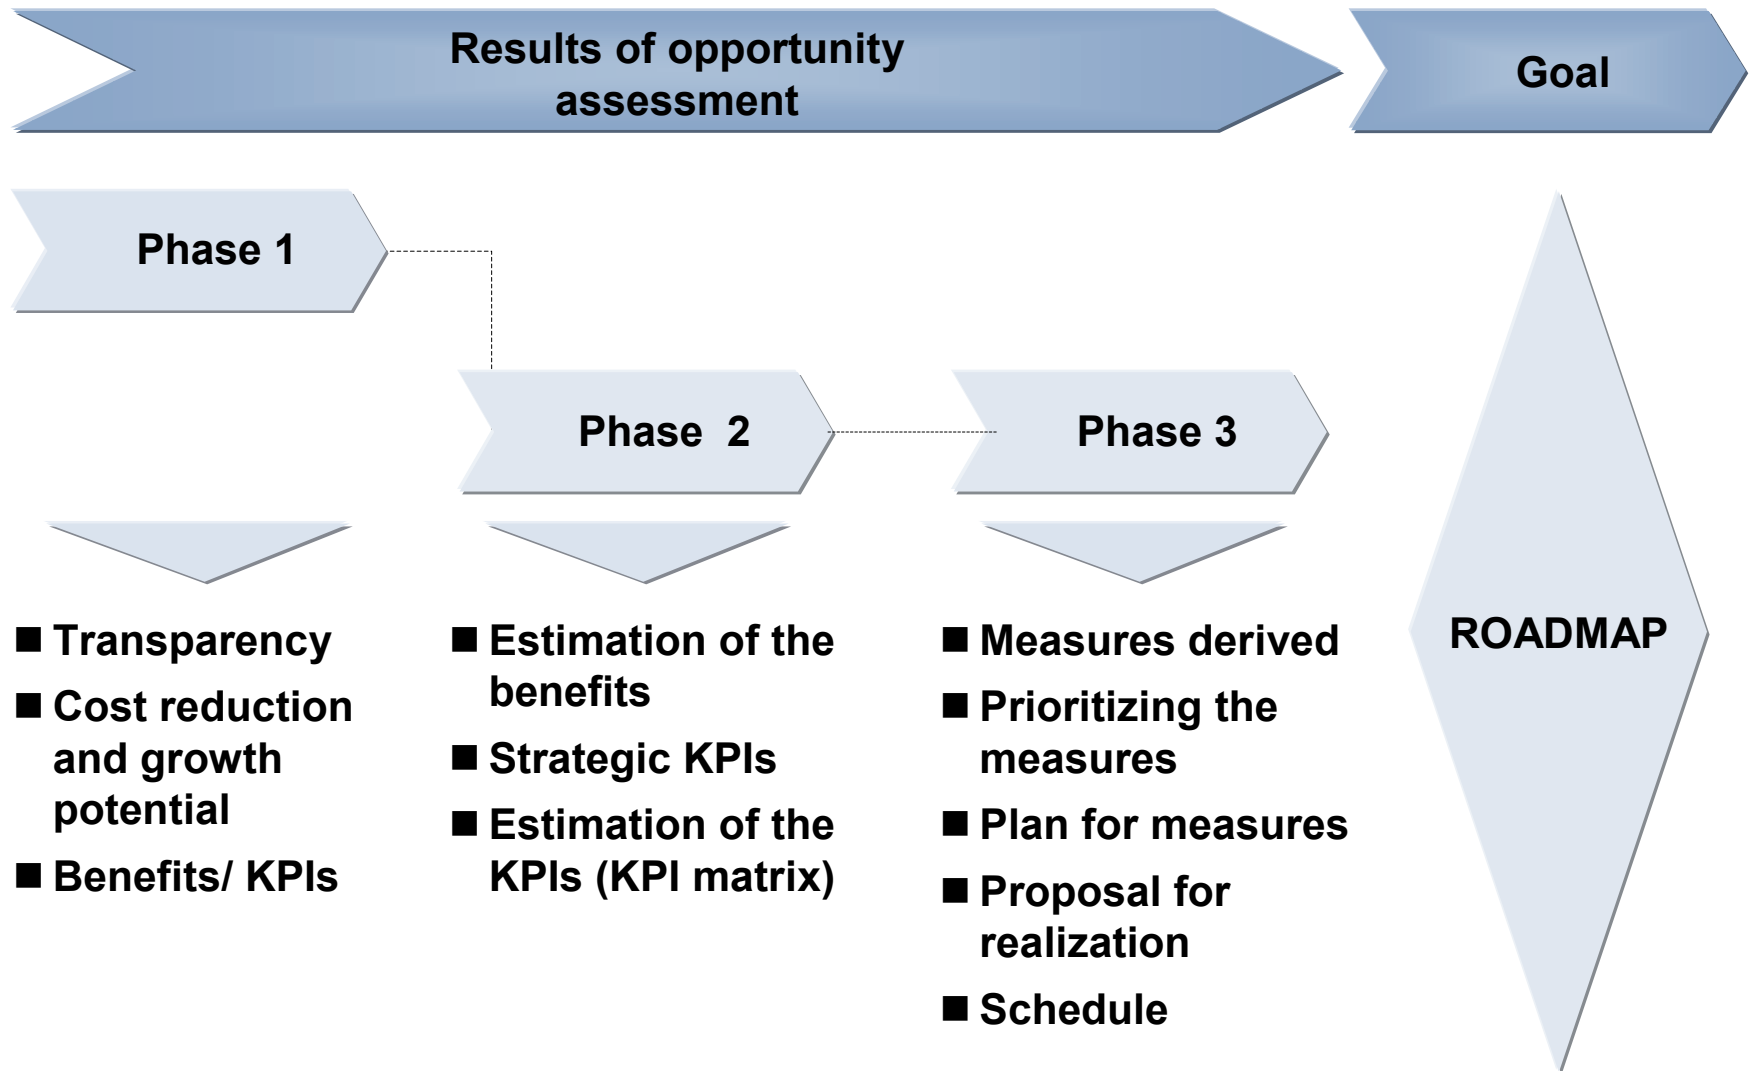 Results of opportunity
assessment
Goal
Phase 1
Phase  2
Phase 3
■ Transparency
■ Cost reduction
and growth
potential
■ Benefits/ KPIs
■ Estimation of the
benefits
■ Strategic KPIs
■ Estimation of the
KPIs (KPI matrix)
■ Measures derived
■ Prioritizing the
measures
■ Plan for measures
■ Proposal for
realization
■ Schedule
ROADMAP